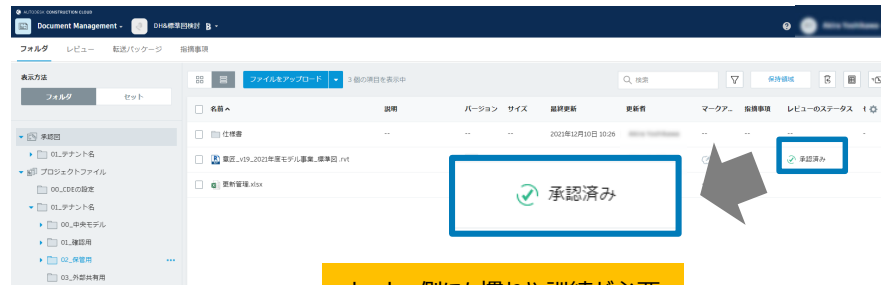 AUTODESK CONSTRUCTION CLOUD
Document Management
DH&標準図検討 B
フォルダ レビュー 転送パッケージ 指摘事項
表示方法
フォルダ セット
ファイルをアップロード 3 個の項目を表示中 検索 保持領域
名前 説明 バージョン サイズ 最終更新 更新者 マークア... 指摘事項 レビューのステータス
仕様書 -- -- -- 2021年12月10日 10:26 -- -- --
意匠_v19_2021年度モデル事業_標準図 .rvt 承認済み
更新管理.xlsx
承認済み
承認図
01_テナント名
プロジェクトファイル
00_CDEの設定
01_テナント名
00_中央モデル
01_確認用
02_保管用
03_外部共有用